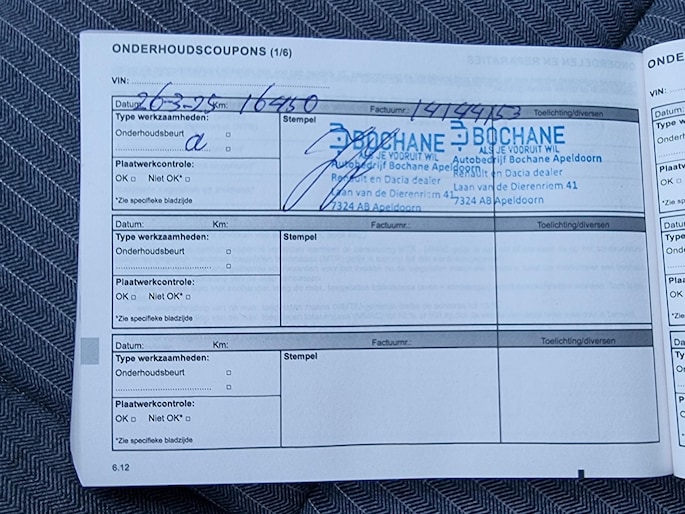 ONDERHOUDSCOUPONS (1/6)
VIN:
Datum: 26-3-25 Km: 16450 Factuurnr.: 14144153 Toelichting/diversen
Type werkzaamheden: Stempel
Onderhoudsbeurt
a
Plaatwerkcontrole:
OK Niet OK*
*Zie specifieke bladzijde
BOCHANE
ALS JE VOORUIT WIL
Autobedrijf Bochane Apeldoorn
Renault en Dacia dealer
Laan van de Dierenriem 41
7324 AB Apeldoorn
BOCHANE
ALS JE VOORUIT WIL
Autobedrijf Bochane Apeldoorn
Renault en Dacia dealer
Laan van de Dierenriem 41
7324 AB Apeldoorn
Datum: Km: Factuurnr.: Toelichting/diversen
Type werkzaamheden: Stempel
Onderhoudsbeurt
Plaatwerkcontrole:
OK Niet OK*
*Zie specifieke bladzijde
Datum: Km: Factuurnr.: Toelichting/diversen
Type werkzaamheden: Stempel
Onderhoudsbeurt
Plaatwerkcontrole:
OK Niet OK*
*Zie specifieke bladzijde
6.12
ONDE
VIN:
Datum: